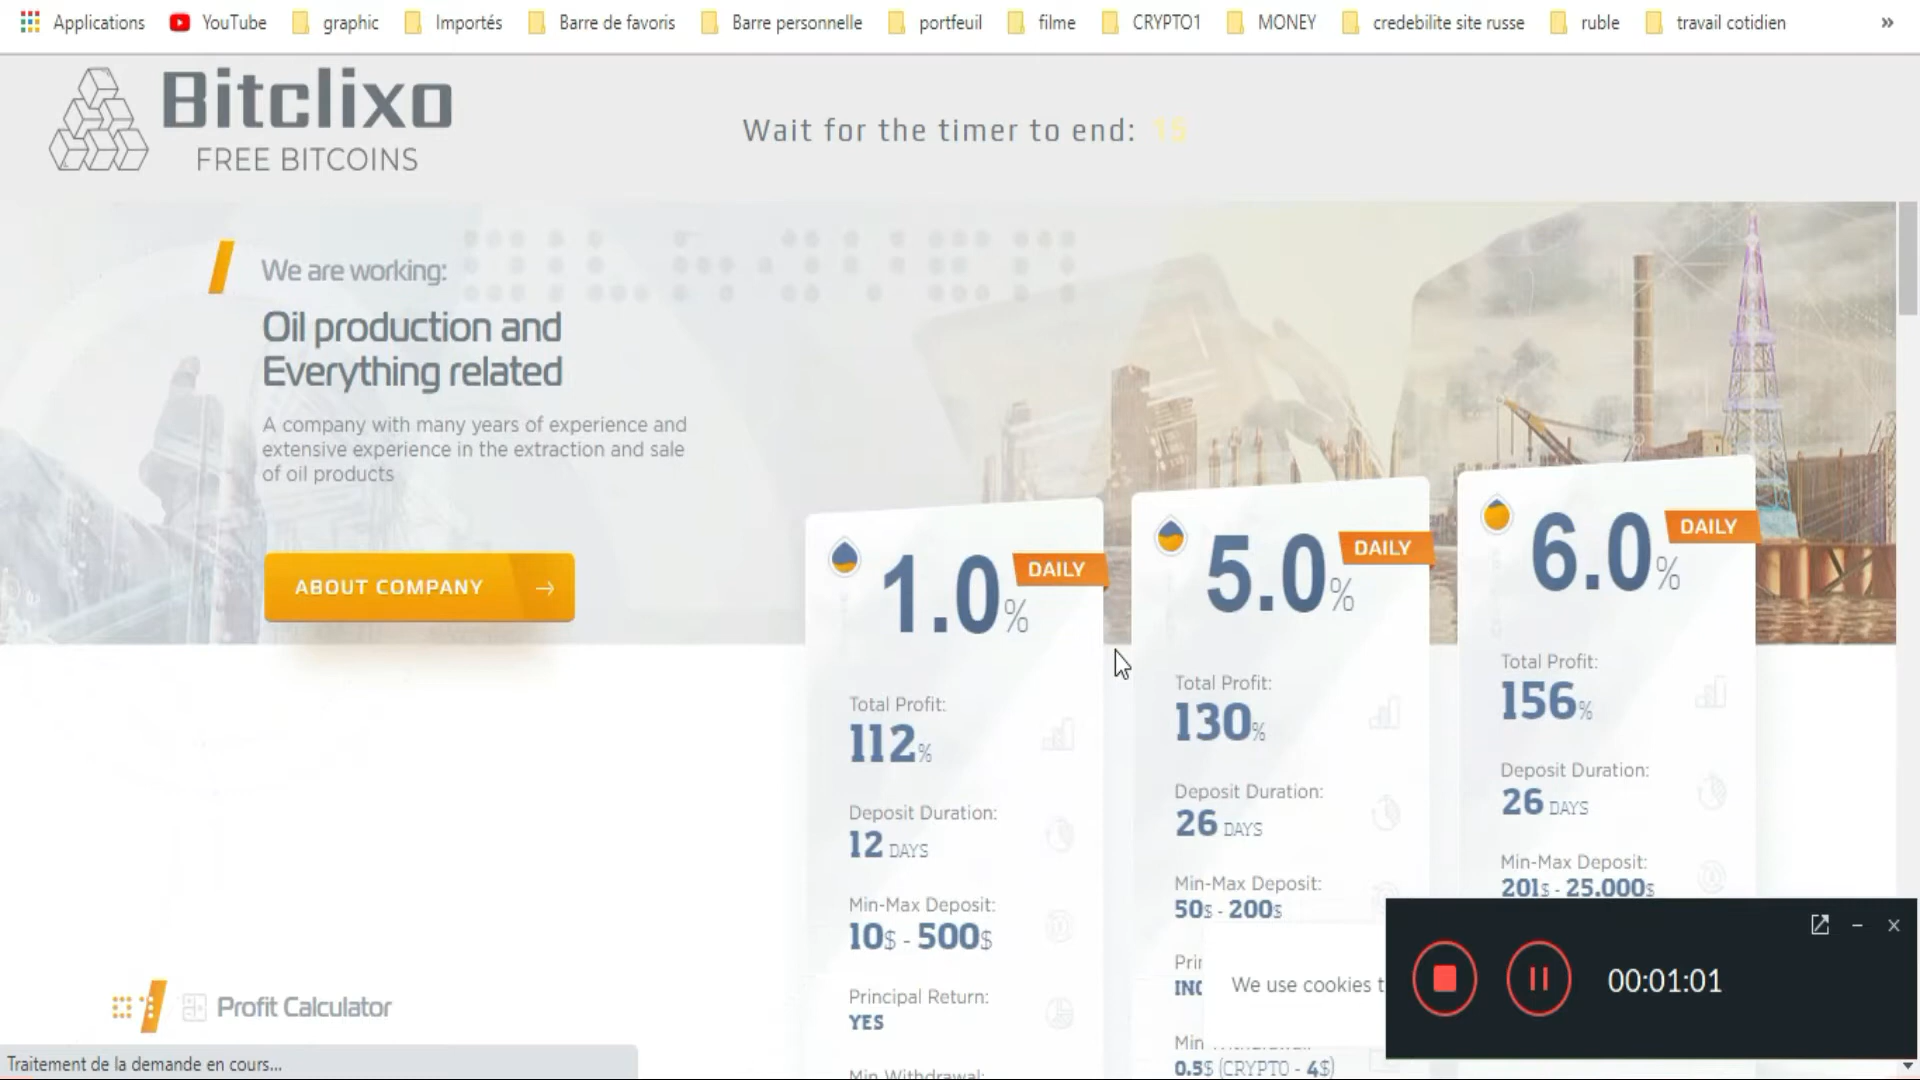 Applications YouTube graphic Importés Barre de favoris Barre personnelle portfeuil filme CRYPTO1 MONEY credebilite site russe ruble travail cotidien »
Bitclixo
FREE BITCOINS
Wait for the timer to end: 15
We are working:
Oil production and
Everything related
A company with many years of experience and
extensive experience in the extraction and sale
of oil products
ABOUT COMPANY
1.0%
DAILY
Total Profit:
112%
Deposit Duration:
12 DAYS
Min-Max Deposit:
10$ - 500$
Principal Return:
YES
Min Withdrawal:
5.0%
DAILY
Total Profit:
130%
Deposit Duration:
26 DAYS
Min-Max Deposit:
50$ - 200$
Min
0.5$ (CRYPTO - 4$)
6.0%
DAILY
Total Profit:
156%
Deposit Duration:
26 DAYS
Min-Max Deposit:
201$ - 25.000$
We use cookies
00:01:01
Profit Calculator
Traitement de la demande en cours...